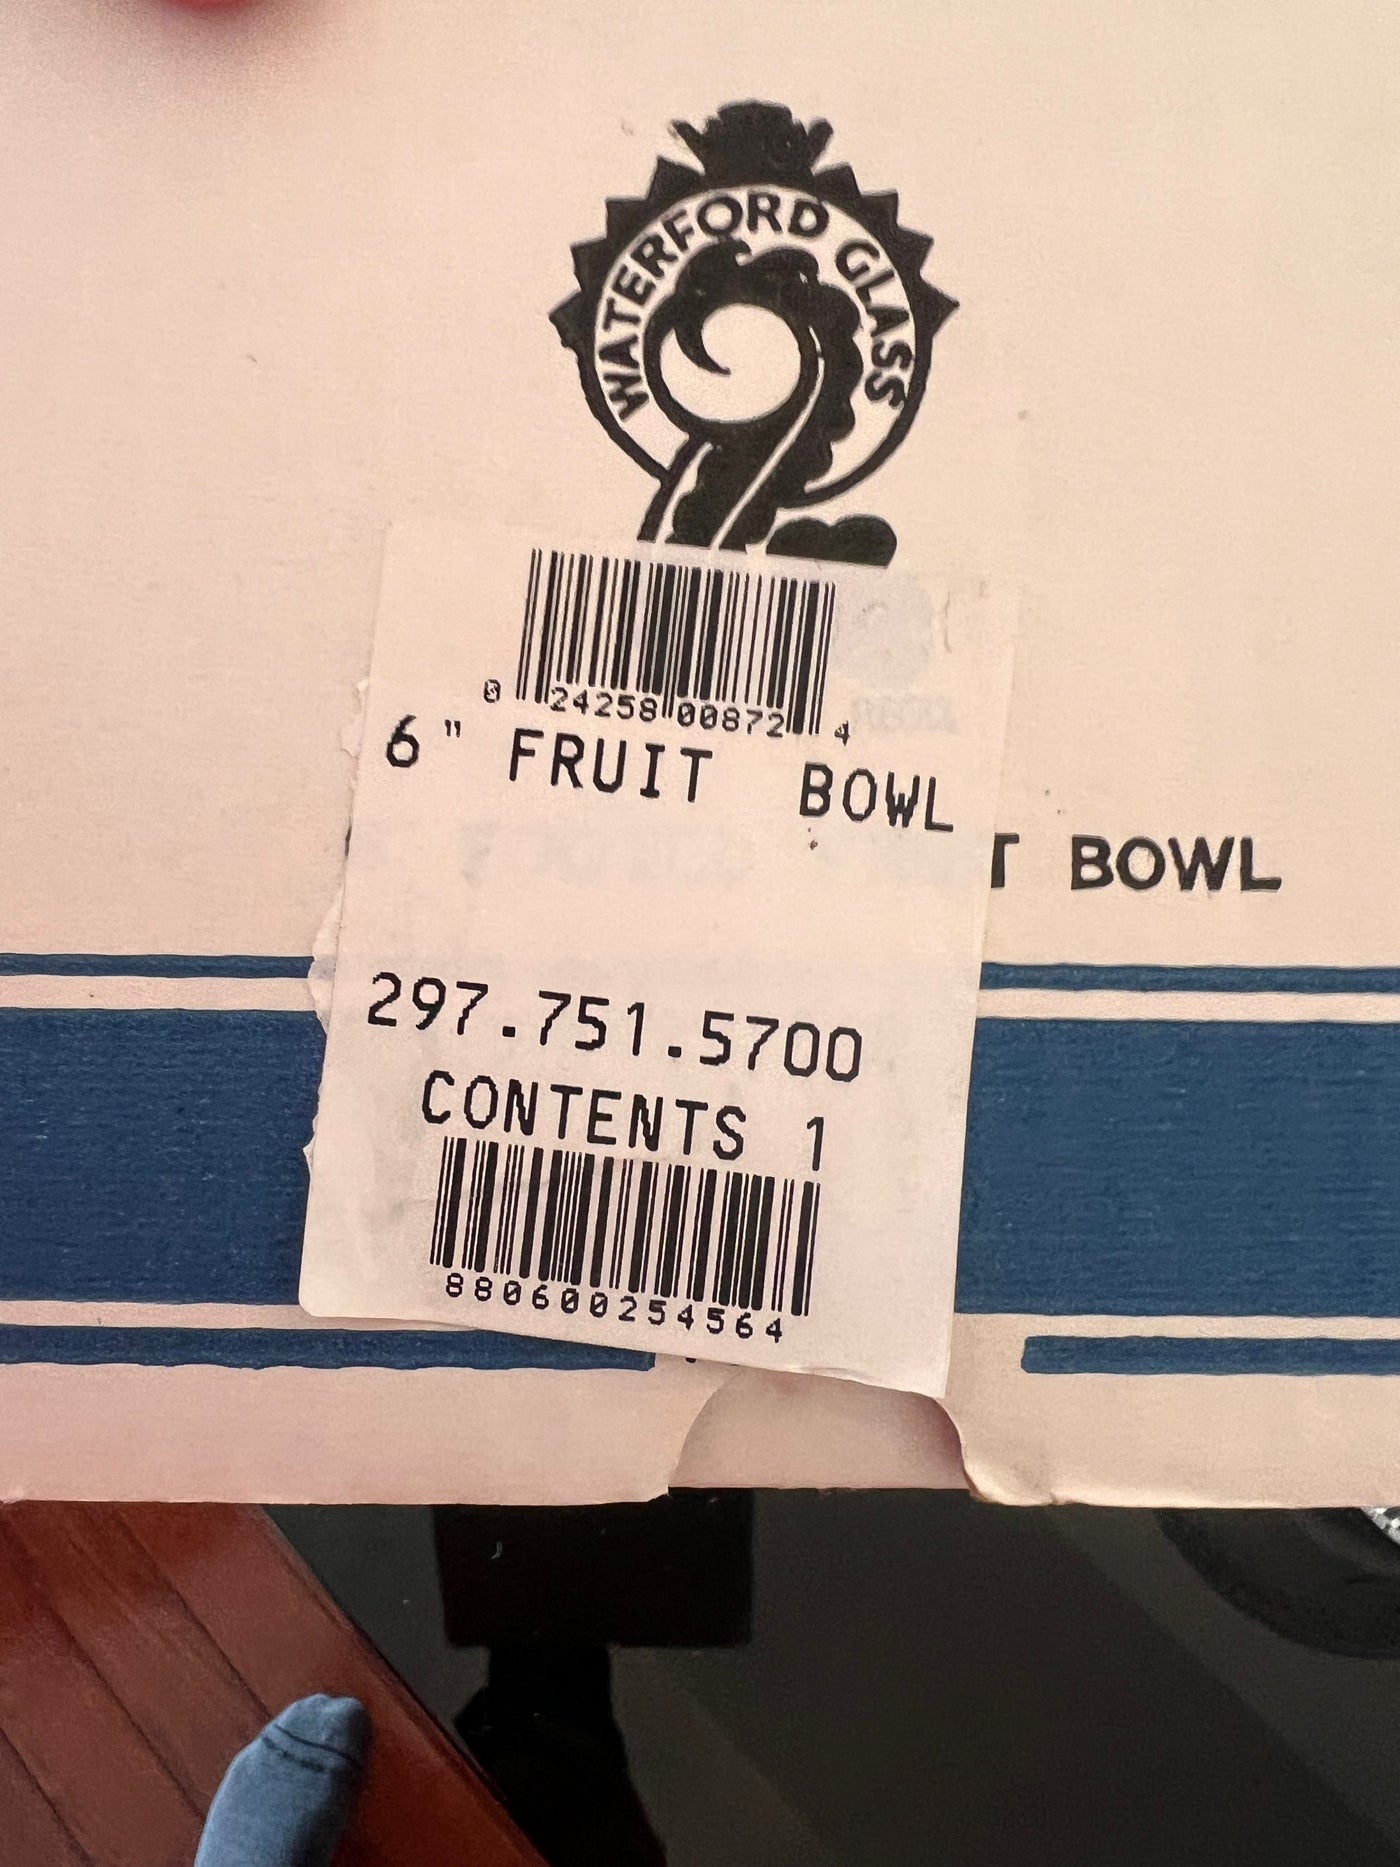 WATERFORD GLASS
0 24258 00872 4
6" FRUIT BOWL
T BOWL
297.751.5700
CONTENTS 1
880600254564